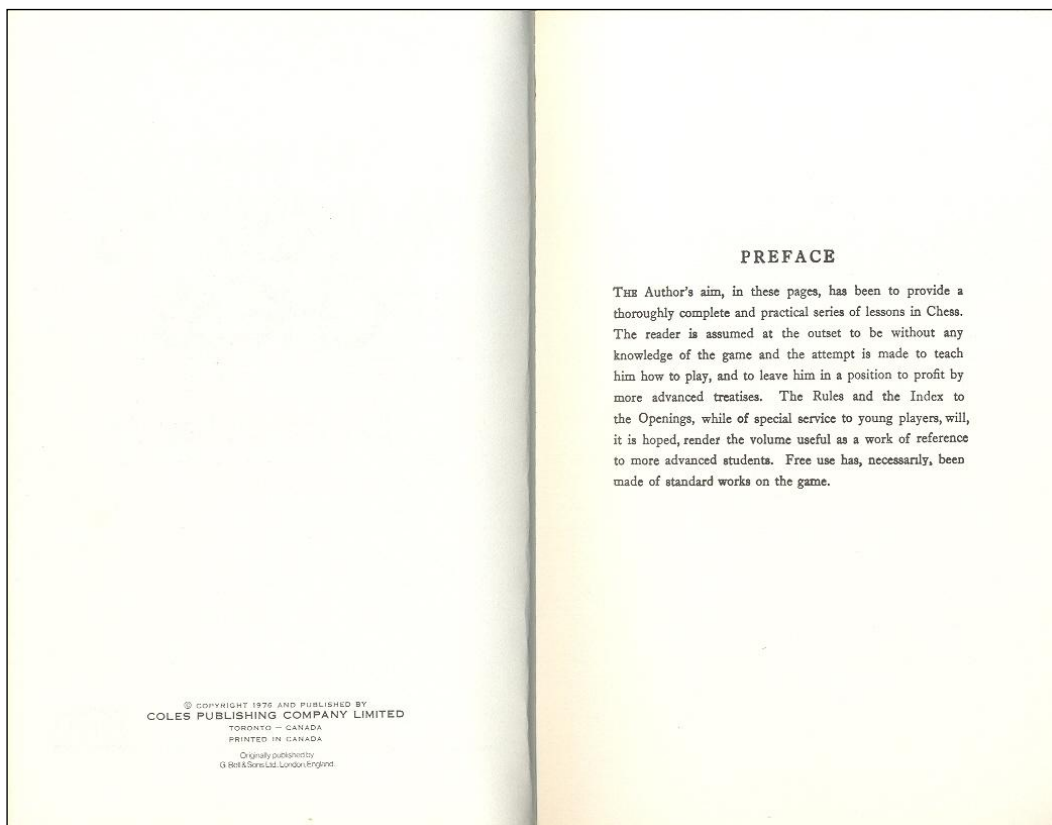 © COPYRIGHT 1976 AND PUBLISHED BY
COLES PUBLISHING COMPANY LIMITED
TORONTO — CANADA
PRINTED IN CANADA
Originally published by
G. Bell & Sons Ltd., London, England.
PREFACE
THE Author's aim, in these pages, has been to provide a
thoroughly complete and practical series of lessons in Chess.
The reader is assumed at the outset to be without any
knowledge of the game and the attempt is made to teach
him how to play, and to leave him in a position to profit by
more advanced treatises. The Rules and the Index to
the Openings, while of special service to young players, will,
it is hoped, render the volume useful as a work of reference
to more advanced students. Free use has, necessarily, been
made of standard works on the game.